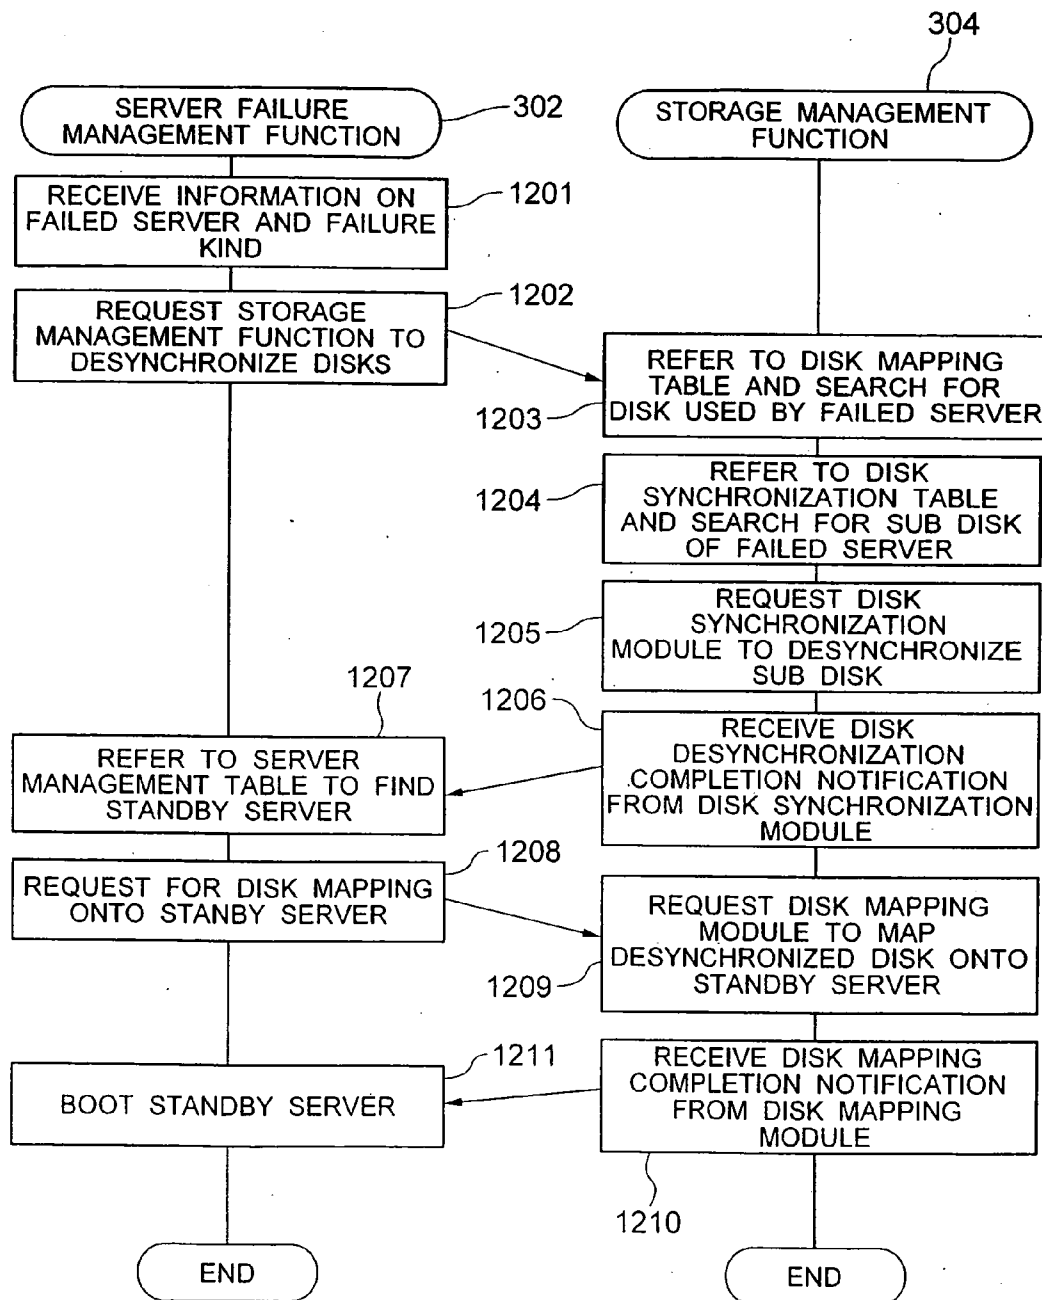 304
SERVER FAILURE
MANAGEMENT FUNCTION
302
STORAGE MANAGEMENT
FUNCTION
RECEIVE INFORMATION ON
FAILED SERVER AND FAILURE
KIND
1201
REQUEST STORAGE
MANAGEMENT FUNCTION TO
DESYNCHRONIZE DISKS
1202
REFER TO DISK MAPPING
TABLE AND SEARCH FOR
DISK USED BY FAILED SERVER
1203
REFER TO DISK
SYNCHRONIZATION TABLE
AND SEARCH FOR SUB DISK
OF FAILED SERVER
1204
REQUEST DISK
SYNCHRONIZATION
MODULE TO DESYNCHRONIZE
SUB DISK
1205
1206
RECEIVE DISK
DESYNCHRONIZATION
COMPLETION NOTIFICATION
FROM DISK SYNCHRONIZATION
MODULE
1207
REFER TO SERVER
MANAGEMENT TABLE TO FIND
STANDBY SERVER
1208
REQUEST FOR DISK MAPPING
ONTO STANBY SERVER
REQUEST DISK MAPPING
MODULE TO MAP
DESYNCHRONIZED DISK ONTO
STANDBY SERVER
1209
RECEIVE DISK MAPPING
COMPLETION NOTIFICATION
FROM DISK MAPPING
MODULE
1210
1211
BOOT STANDBY SERVER
END
END